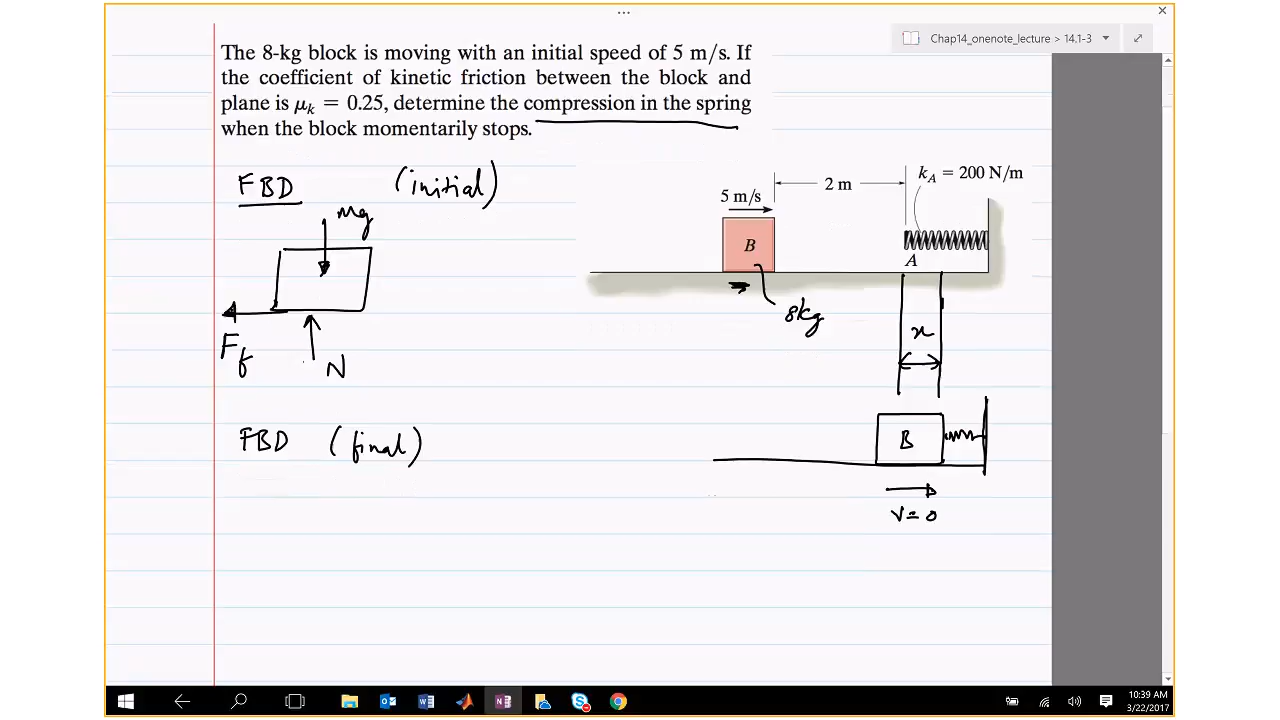 …
Chap14_onenote_lecture > 14.1-3
The 8-kg block is moving with an initial speed of 5 m/s. If
the coefficient of kinetic friction between the block and
plane is μk = 0.25, determine the compression in the spring
when the block momentarily stops.
FBD (initial)
Mg
Ff
N
kA = 200 N/m
2 m
5 m/s
B
A
8kg
x
FBD (final)
B
V = 0
10:39 AM
3/22/2017